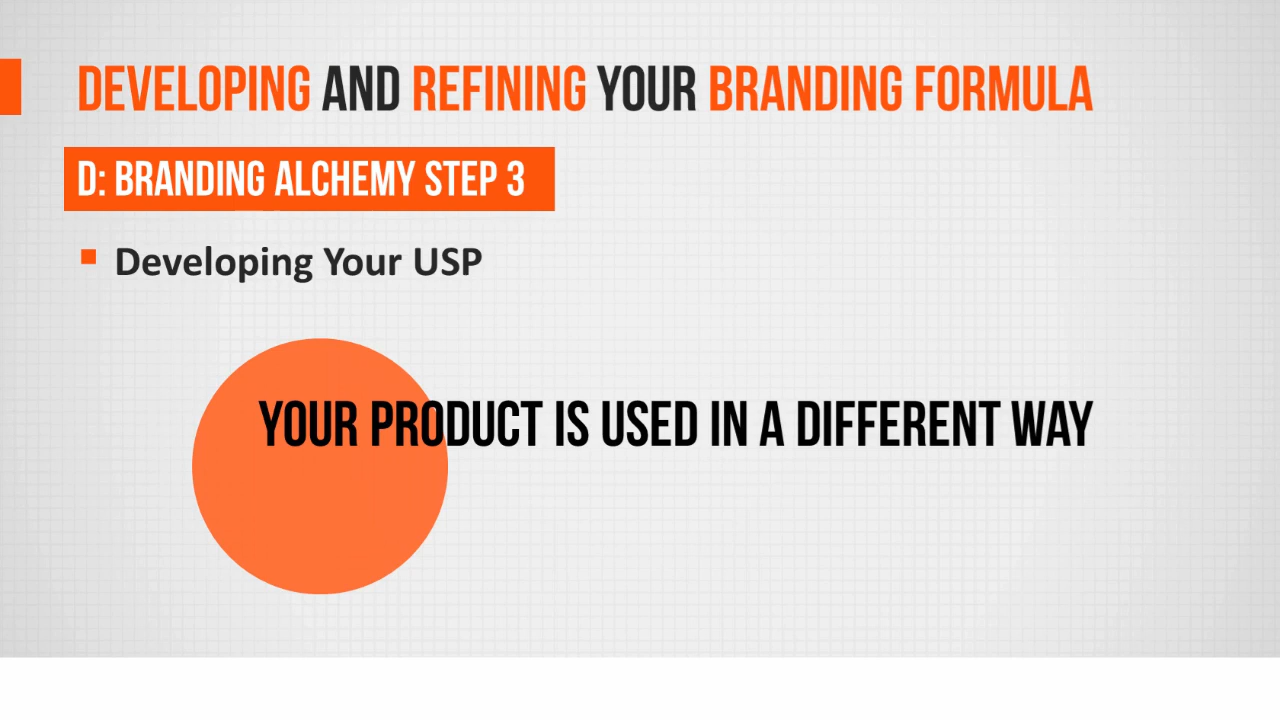 DEVELOPING AND REFINING YOUR BRANDING FORMULA
D: BRANDING ALCHEMY STEP 3
Developing Your USP
YOUR PRODUCT IS USED IN A DIFFERENT WAY